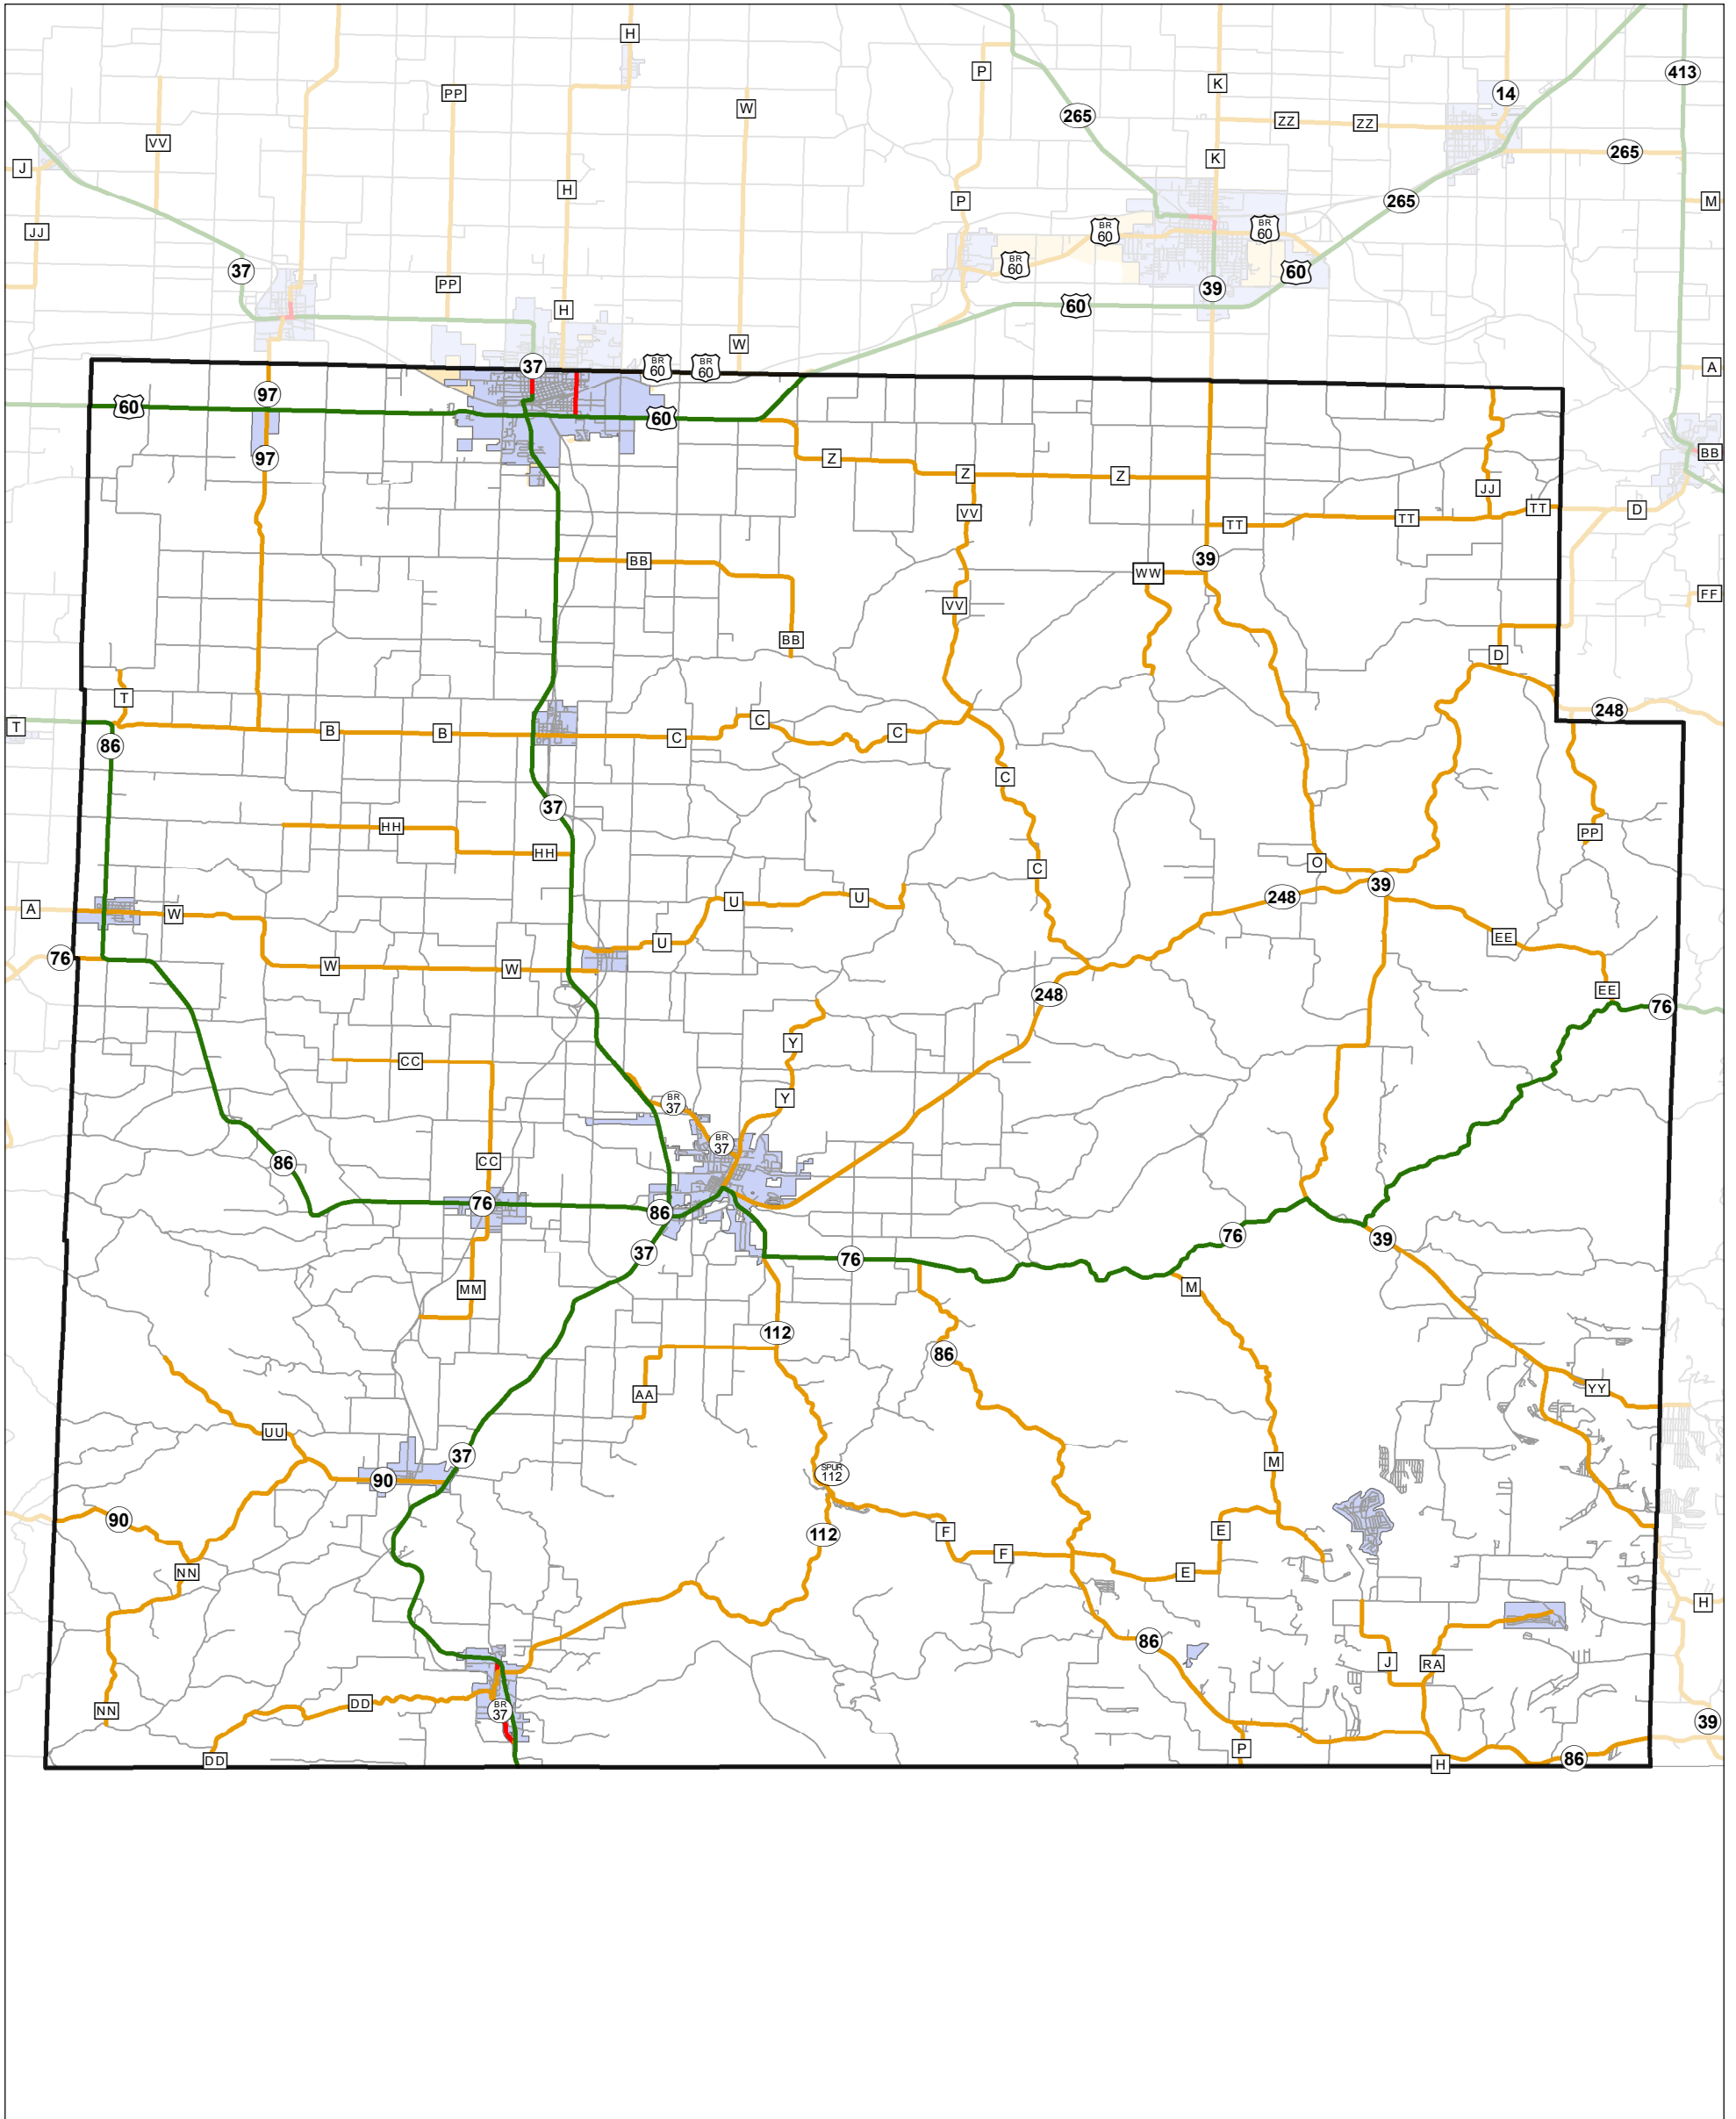 H
413
K
P
14
PP
W
265
ZZ
ZZ
VV
265
K
J
H
P
265
M
JJ
BR 60
BR 60
BR 60
37
60
PP
39
60
H
W
37
BR 60
BR 60
A
97
60
60
BB
97
Z
Z
Z
JJ
TT
D
VV
TT
TT
39
BB
WW
FF
VV
BB
D
T
248
C
T
B
B
C
C
86
C
37
HH
PP
HH
O
C
39
248
U
U
A
W
EE
U
76
W
W
EE
248
76
Y
CC
Y
BR 37
BR 37
CC
86
76
86
76
39
37
76
M
MM
112
86
YY
AA
UU
37
M
SPUR 112
90
90
E
F
112
F
E
NN
H
86
J
RA
DD
NN
BR 37
39
P
86
DD
H